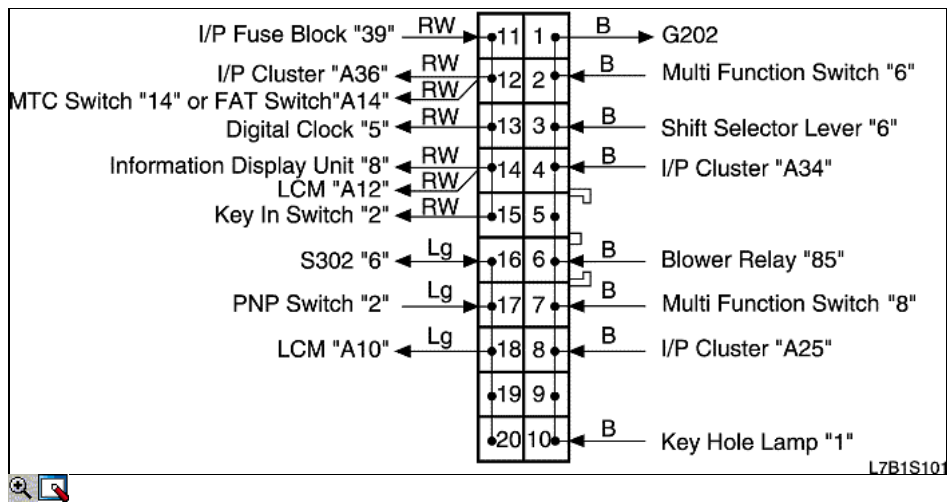 I/P Fuse Block "39" RW 11 1 B G202
I/P Cluster "A36" RW 12 2 B Multi Function Switch "6"
MTC Switch "14" or FAT Switch"A14" RW
Digital Clock "5" RW 13 3 B Shift Selector Lever "6"
Information Display Unit "8" RW 14 4 B I/P Cluster "A34"
LCM "A12" RW
Key In Switch "2" RW 15 5
S302 "6" Lg 16 6 B Blower Relay "85"
PNP Switch "2" Lg 17 7 B Multi Function Switch "8"
LCM "A10" Lg 18 8 B I/P Cluster "A25"
19 9
20 10 B Key Hole Lamp "1"
L7B1S101